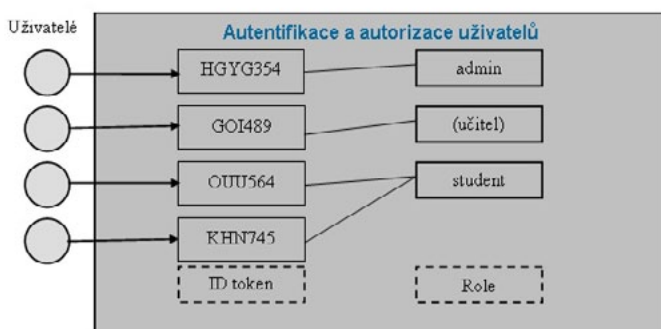 Uživatelé
Autentifikace a autorizace uživatelů
HGYG354
admin
GOI489
(učitel)
OUU564
student
KHN745
ID token
Role